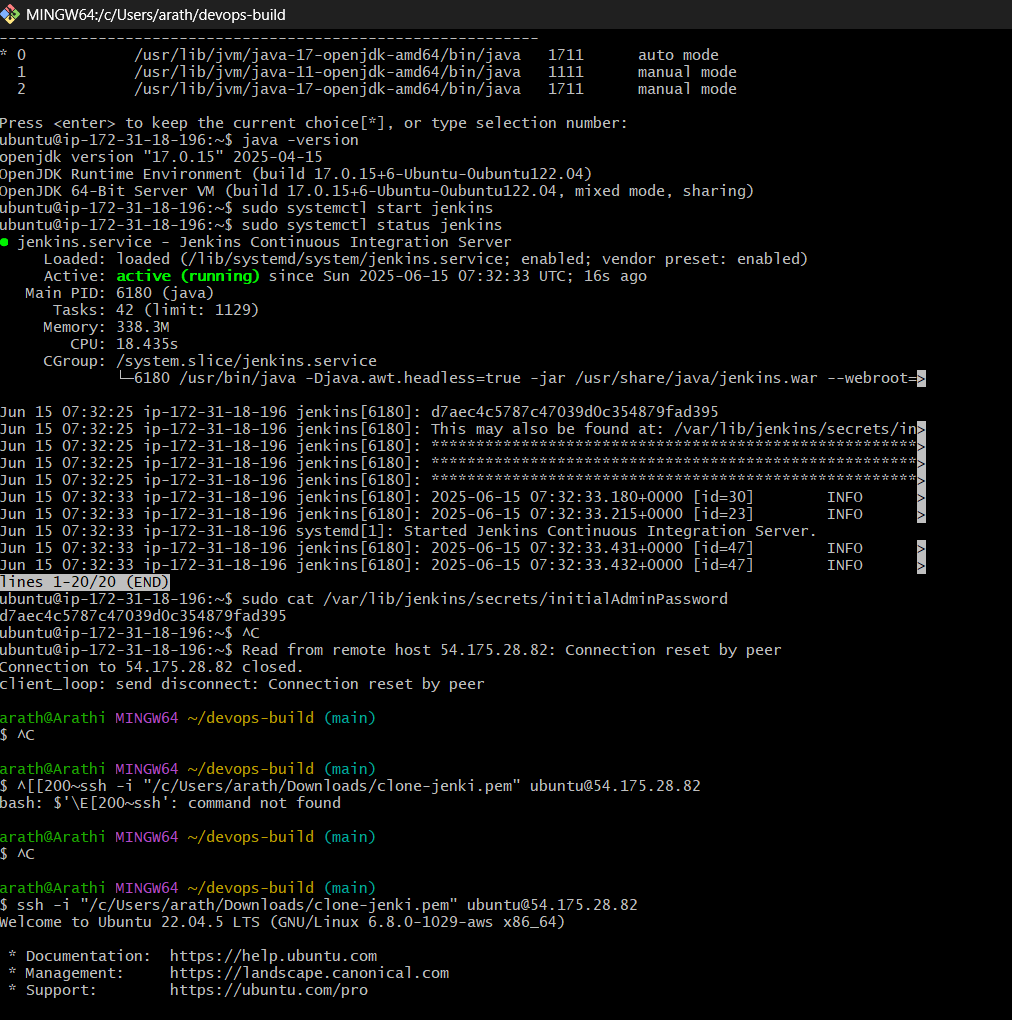 MINGW64:/c/Users/arath/devops-build
------------------------------------------------------------
* 0            /usr/lib/jvm/java-17-openjdk-amd64/bin/java   1711      auto mode
  1            /usr/lib/jvm/java-11-openjdk-amd64/bin/java   1111      manual mode
  2            /usr/lib/jvm/java-17-openjdk-amd64/bin/java   1711      manual mode
Press <enter> to keep the current choice[*], or type selection number:
ubuntu@ip-172-31-18-196:~$ java -version
openjdk version "17.0.15" 2025-04-15
OpenJDK Runtime Environment (build 17.0.15+6-Ubuntu-0ubuntu122.04)
OpenJDK 64-Bit Server VM (build 17.0.15+6-Ubuntu-0ubuntu122.04, mixed mode, sharing)
ubuntu@ip-172-31-18-196:~$ sudo systemctl start jenkins
ubuntu@ip-172-31-18-196:~$ sudo systemctl status jenkins
● jenkins.service - Jenkins Continuous Integration Server
     Loaded: loaded (/lib/systemd/system/jenkins.service; enabled; vendor preset: enabled)
     Active: active (running) since Sun 2025-06-15 07:32:33 UTC; 16s ago
   Main PID: 6180 (java)
      Tasks: 42 (limit: 1129)
     Memory: 338.3M
        CPU: 18.435s
     CGroup: /system.slice/jenkins.service
             └─6180 /usr/bin/java -Djava.awt.headless=true -jar /usr/share/java/jenkins.war --webroot=>
Jun 15 07:32:25 ip-172-31-18-196 jenkins[6180]: d7aec4c5787c47039d0c354879fad395
Jun 15 07:32:25 ip-172-31-18-196 jenkins[6180]: This may also be found at: /var/lib/jenkins/secrets/in>
Jun 15 07:32:25 ip-172-31-18-196 jenkins[6180]: ******************************************************>
Jun 15 07:32:25 ip-172-31-18-196 jenkins[6180]: ******************************************************>
Jun 15 07:32:25 ip-172-31-18-196 jenkins[6180]: ******************************************************>
Jun 15 07:32:33 ip-172-31-18-196 jenkins[6180]: 2025-06-15 07:32:33.180+0000 [id=30]        INFO      >
Jun 15 07:32:33 ip-172-31-18-196 jenkins[6180]: 2025-06-15 07:32:33.215+0000 [id=23]        INFO      >
Jun 15 07:32:33 ip-172-31-18-196 systemd[1]: Started Jenkins Continuous Integration Server.
Jun 15 07:32:33 ip-172-31-18-196 jenkins[6180]: 2025-06-15 07:32:33.431+0000 [id=47]        INFO      >
Jun 15 07:32:33 ip-172-31-18-196 jenkins[6180]: 2025-06-15 07:32:33.432+0000 [id=47]        INFO      >
lines 1-20/20 (END)
ubuntu@ip-172-31-18-196:~$ sudo cat /var/lib/jenkins/secrets/initialAdminPassword
d7aec4c5787c47039d0c354879fad395
ubuntu@ip-172-31-18-196:~$ ^C
ubuntu@ip-172-31-18-196:~$ Read from remote host 54.175.28.82: Connection reset by peer
Connection to 54.175.28.82 closed.
client_loop: send disconnect: Connection reset by peer
arath@Arathi MINGW64 ~/devops-build (main)
$ ^C
arath@Arathi MINGW64 ~/devops-build (main)
$ ^[[200~ssh -i "/c/Users/arath/Downloads/clone-jenki.pem" ubuntu@54.175.28.82
bash: $'\E[200~ssh': command not found
arath@Arathi MINGW64 ~/devops-build (main)
$ ^C
arath@Arathi MINGW64 ~/devops-build (main)
$ ssh -i "/c/Users/arath/Downloads/clone-jenki.pem" ubuntu@54.175.28.82
Welcome to Ubuntu 22.04.5 LTS (GNU/Linux 6.8.0-1029-aws x86_64)
 * Documentation:  https://help.ubuntu.com
 * Management:     https://landscape.canonical.com
 * Support:        https://ubuntu.com/pro